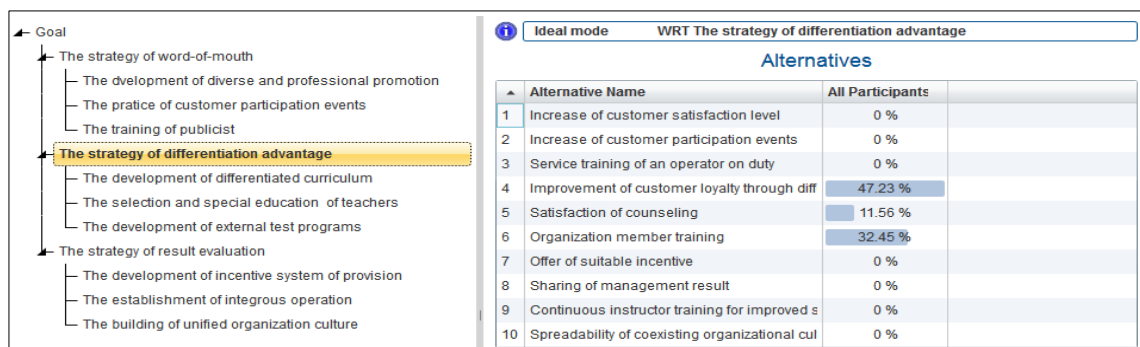 Goal
The strategy of word-of-mouth
The dvelopment of diverse and professional promotion
The pratice of customer participation events
The training of publicist
The strategy of differentiation advantage
The development of differentiated curriculum
The selection and special education of teachers
The development of external test programs
The strategy of result evaluation
The development of incentive system of provision
The establishment of integrous operation
The building of unified organization culture
i Ideal mode WRT The strategy of differentiation advantage
Alternatives
Alternative Name All Participants
1 Increase of customer satisfaction level 0 %
2 Increase of customer participation events 0 %
3 Service training of an operator on duty 0 %
4 Improvement of customer loyalty through diff 47.23 %
5 Satisfaction of counseling 11.56 %
6 Organization member training 32.45 %
7 Offer of suitable incentive 0 %
8 Sharing of management result 0 %
9 Continuous instructor training for improved s 0 %
10 Spreadability of coexisting organizational cul 0 %